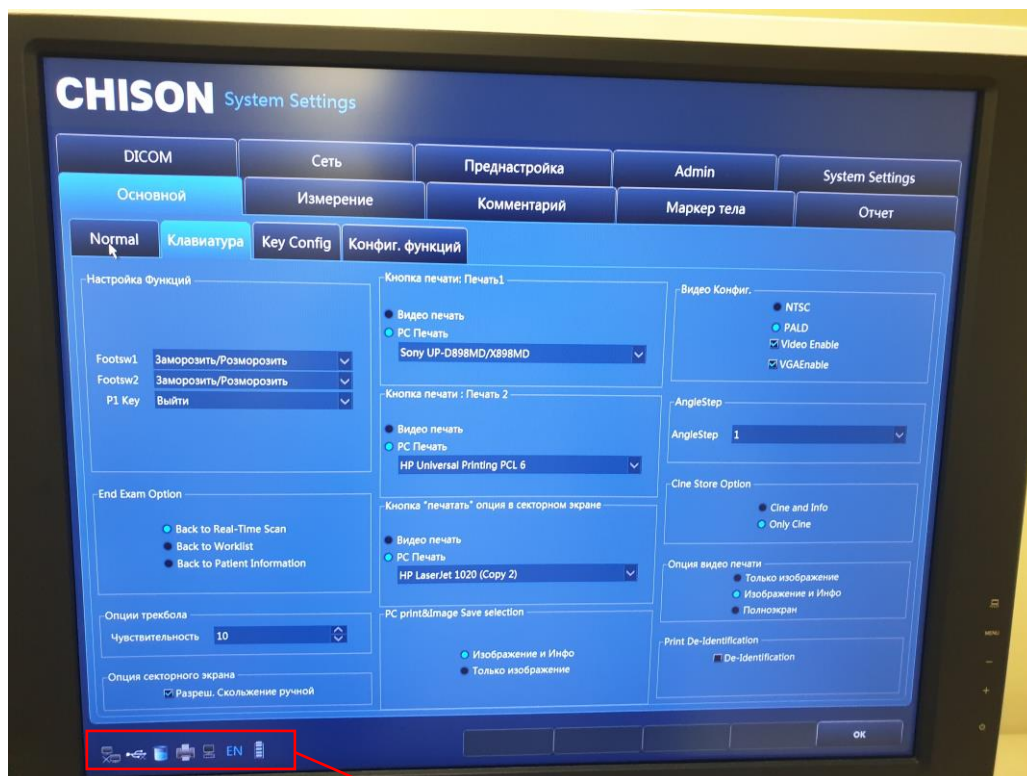 CHISON System Settings
DICOM
Сеть
Преднастройка
Admin
System Settings
Основной
Измерение
Комментарий
Маркер тела
Отчет
Normal
Клавиатура
Key Config
Конфиг. функций
Настройка Функций
Footsw1 Заморозить/Розморозить
Footsw2 Заморозить/Розморозить
P1 Key Выйти
End Exam Option
Back to Real-Time Scan
Back to Worklist
Back to Patient Information
Опции трекбола
Чувствительность 10
Опция секторного экрана
Разреш. Скольжение ручной
Кнопка печати: Печать1
Видео печать
PC Печать
Sony UP-D898MD/X898MD
Кнопка печати : Печать 2
Видео печать
PC Печать
HP Universal Printing PCL 6
Кнопка "печатать" опция в секторном экране
Видео печать
PC Печать
HP LaserJet 1020 (Copy 2)
PC print&Image Save selection
Изображение и Инфо
Только изображение
Видео Конфиг.
NTSC
PALD
Video Enable
VGAEnable
AngleStep
AngleStep 1
Cine Store Option
Cine and Info
Only Cine
Опция видео печати
Только изображение
Изображение и Инфо
Полноэкран
Print De-Identification
De-Identification
EN
OK
MENU